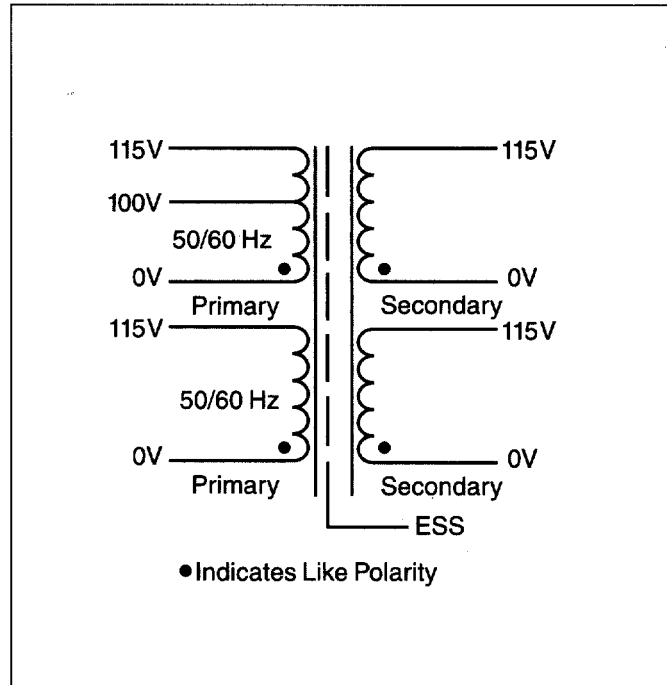 115V
115V
100V
50/60 Hz
0V
0V
Primary
Secondary
115V
115V
50/60 Hz
0V
0V
Primary
Secondary
ESS
●Indicates Like Polarity